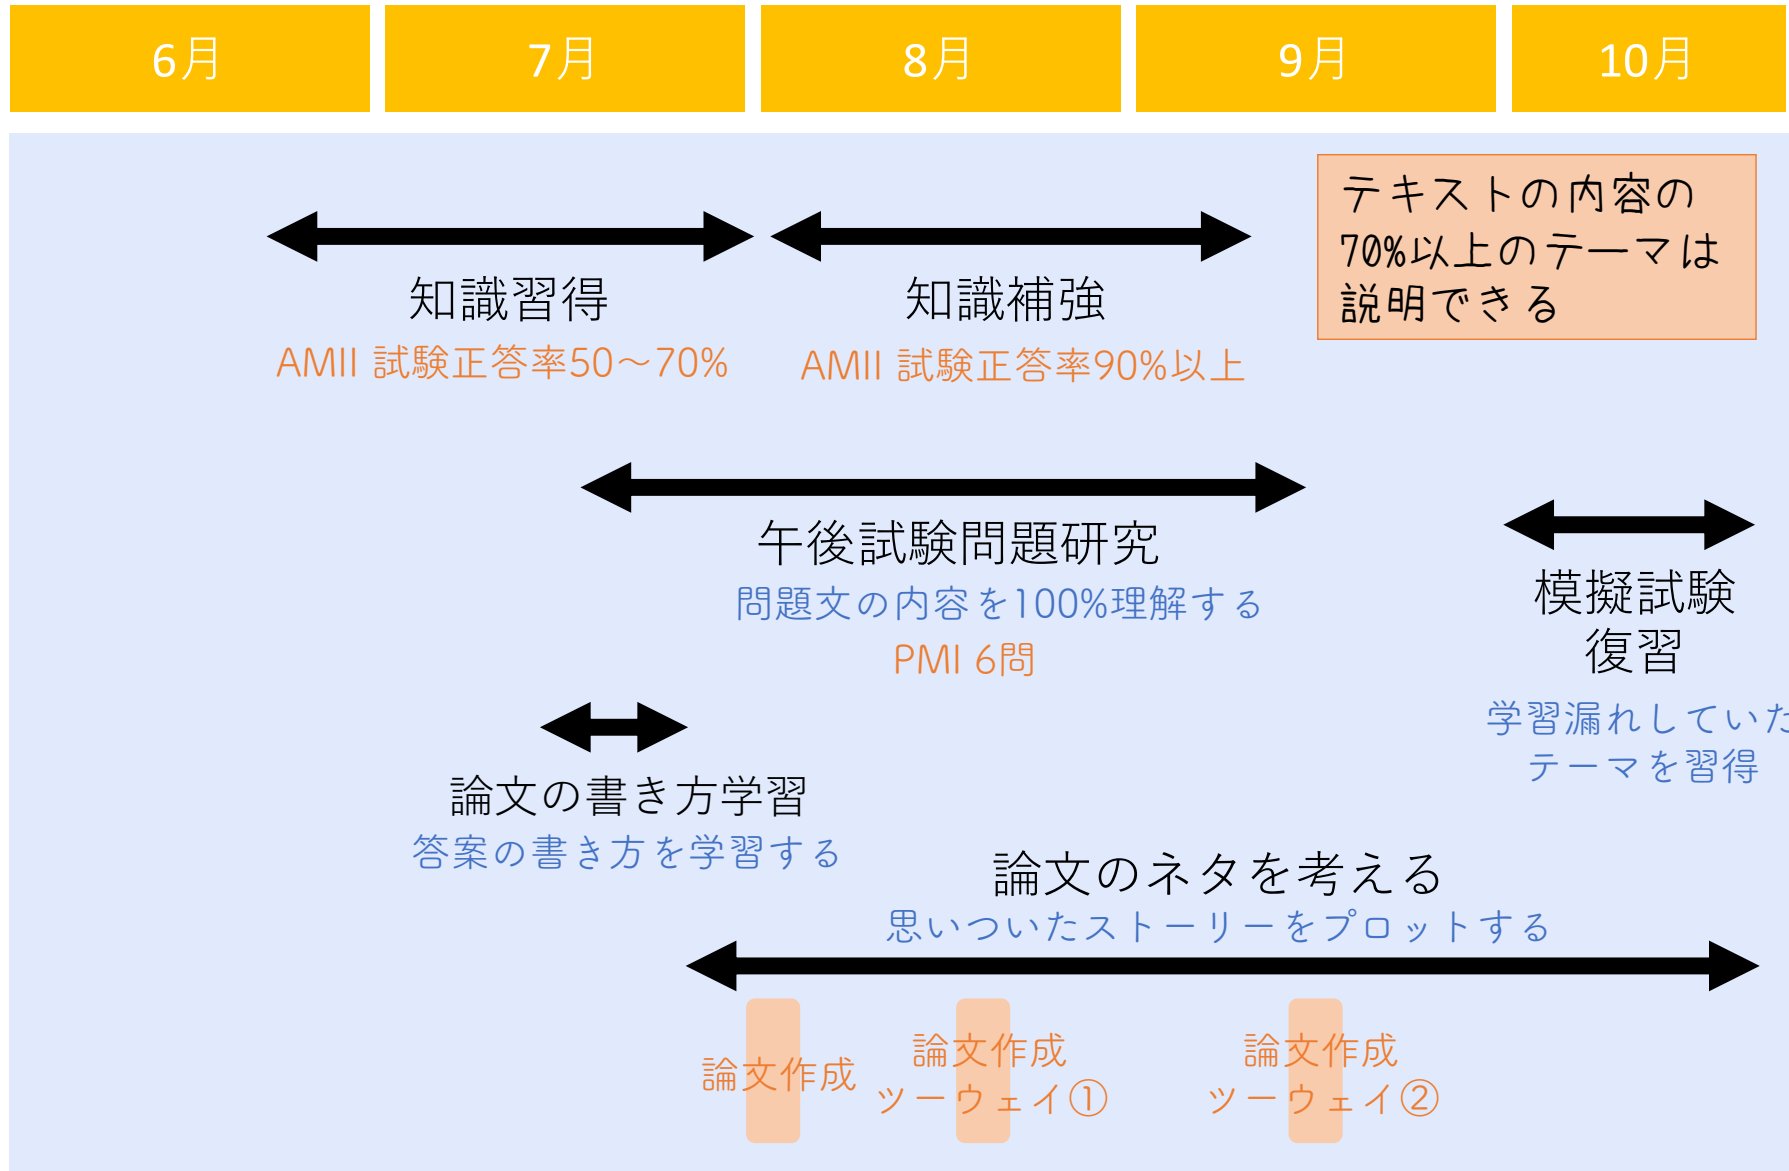 6月
7月
8月
9月
10月
テキストの内容の
70%以上のテーマは
説明できる
知識習得
AMII 試験正答率50～70%
知識補強
AMII 試験正答率90%以上
午後試験問題研究
問題文の内容を100%理解する
PMI 6問
模擬試験
復習
学習漏れしていた
テーマを習得
論文の書き方学習
答案の書き方を学習する
論文のネタを考える
思いついたストーリーをプロットする
論文作成
論文作成
ツーウェイ①
論文作成
ツーウェイ②